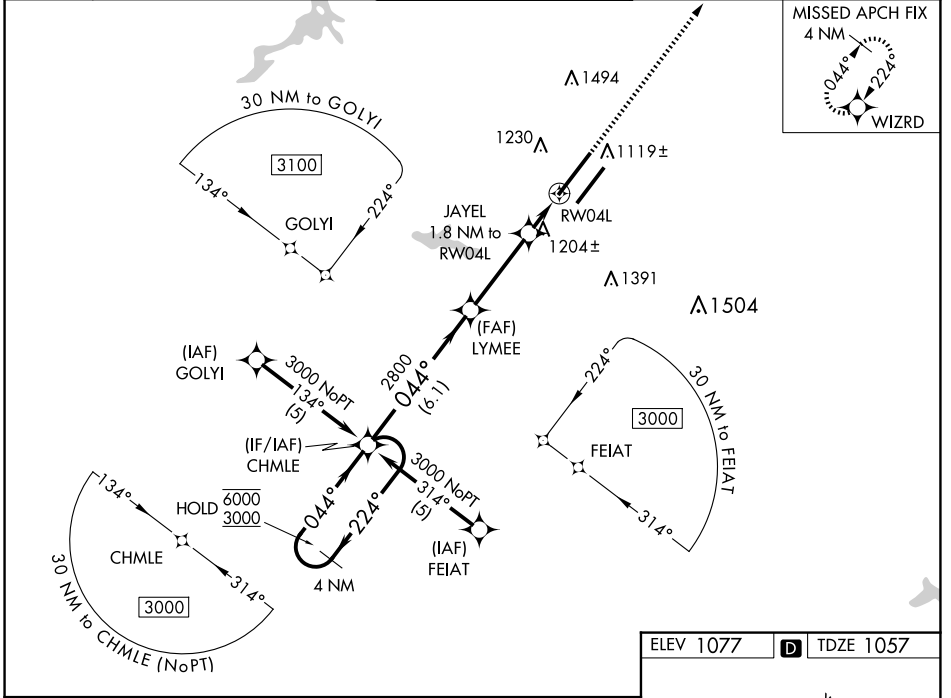 MISSED APCH FIX
4 NM
044°
224°
WIZRD
1494
30 NM to GOLYI
3100
134°
224°
GOLYI
1230
1119±
JAYEL
1.8 NM to
RW04L
RW04L
1204±
1391
1504
(FAF)
LYMEE
(IAF)
GOLYI
3000 NoPT
134°
(5)
2800
044°
(6.1)
224°
30 NM to FEIAT
3000
FEIAT
314°
(IF/IAF)
CHMLE
3000 NoPT
314°
(5)
(IAF)
FEIAT
HOLD
6000
3000
044°
224°
4 NM
134°
CHMLE
314°
3000
30 NM to CHMLE (NoPT)
ELEV 1077 D TDZE 1057